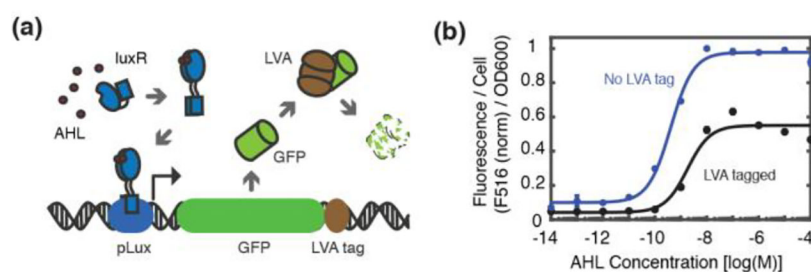 (a)
luxR
LVA
AHL
GFP
pLux
GFP
LVA tag
(b)
Fluorescence / Cell
(F516 (norm) / OD600)
1
0.8
0.6
0.4
0.2
0
No LVA tag
LVA tagged
-14
-12
-10
-8
-6
-4
AHL Concentration [log(M)]